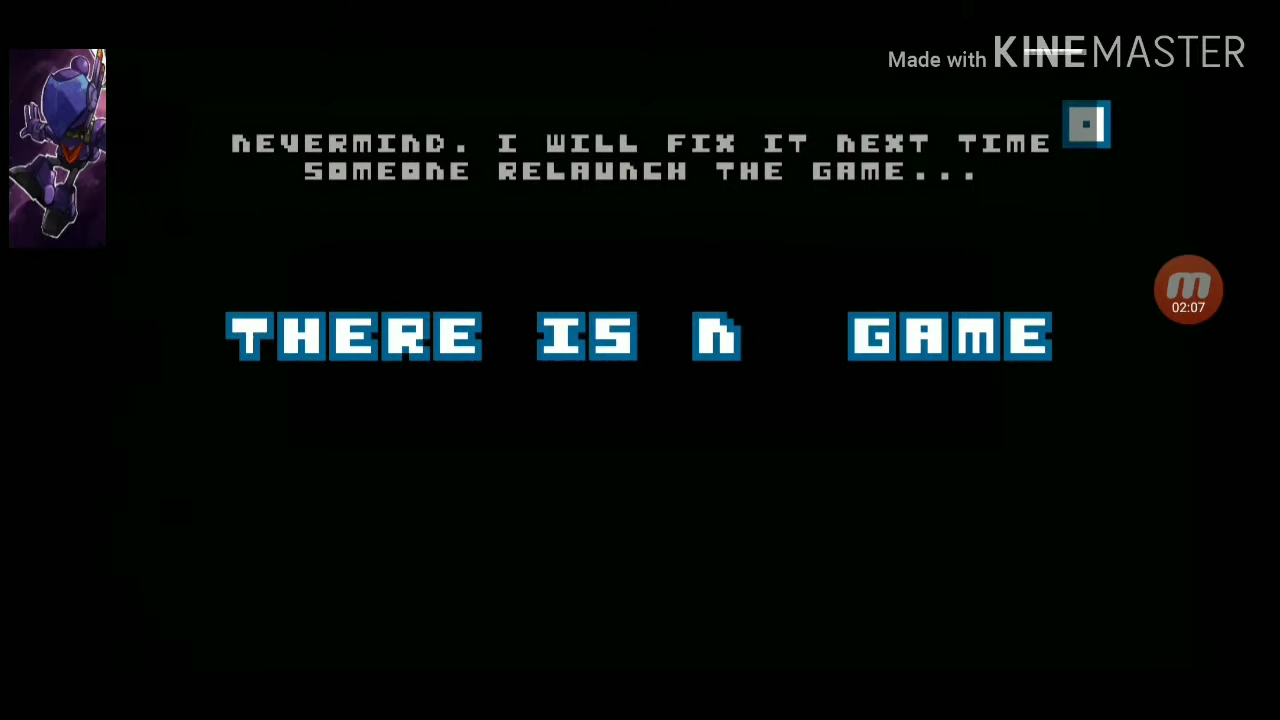 Made with KINEMASTER
NEVERMIND. I WILL FIX IT NEXT TIME
SOMEONE RELAUNCH THE GAME...
O
02:07
THERE IS N GAME